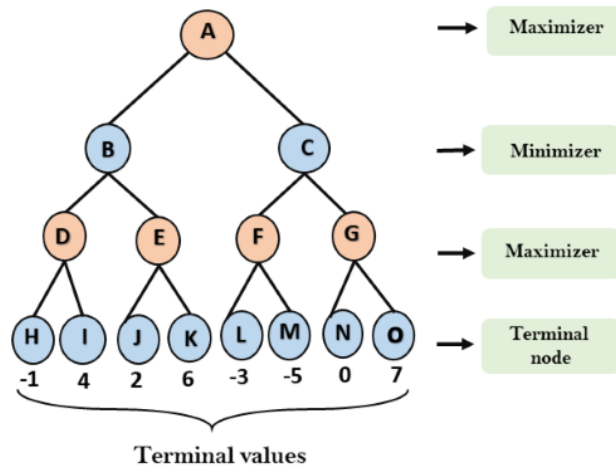 A
Maximizer
B
C
Minimizer
D
E
F
G
Maximizer
H
I
J
K
L
M
N
O
Terminal
node
-1
4
2
6
-3
-5
0
7
Terminal values